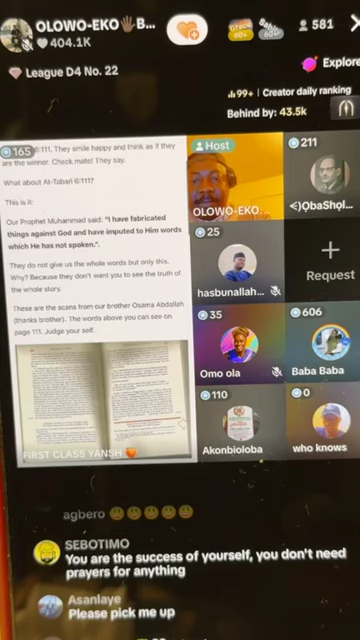 OLOWO-EKO🖐🏿B...
404.1K
581
League D4 No. 22
Explore
99+ | Creator daily ranking
Behind by: 43.5k
165
6:111. They smile happy and think as if they
are the winner. Check mate! They say.
What about At-Tabari 6:111?
This is it:
Our Prophet Muhammad said: "I have fabricated
things against God and have imputed to Him words
which He has not spoken.".
They do not give us the whole words but only this.
Why? Because they don't want you to see the truth of
the whole story.
These are the scans from our brother Osama Abdallah
(thanks brother). The words above you can see on
page 111. Judge your self.
FIRST CLASS YANSH 🧡
Host
OLOWO-EKO...
211
<)ỌbaShọl...
25
hasbunallah...
+
Request
35
Omo ola
606
Baba Baba
110
Akonbioloba
0
who knows
agbero 😃😃😃😃😃
SEBOTIMO
You are the success of yourself, you don't need
prayers for anything
Asanlaye
Please pick me up